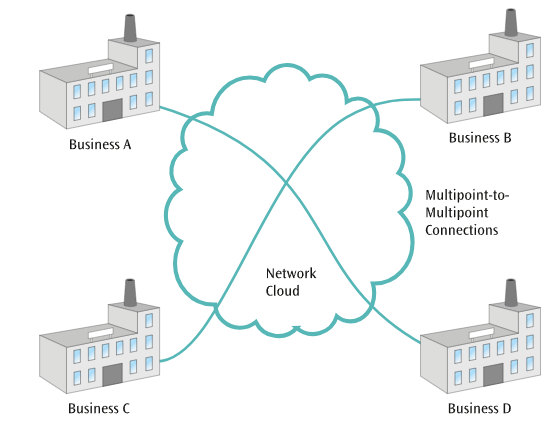 Business A
Business B
Multipoint-to-
Multipoint
Connections
Network
Cloud
Business C
Business D